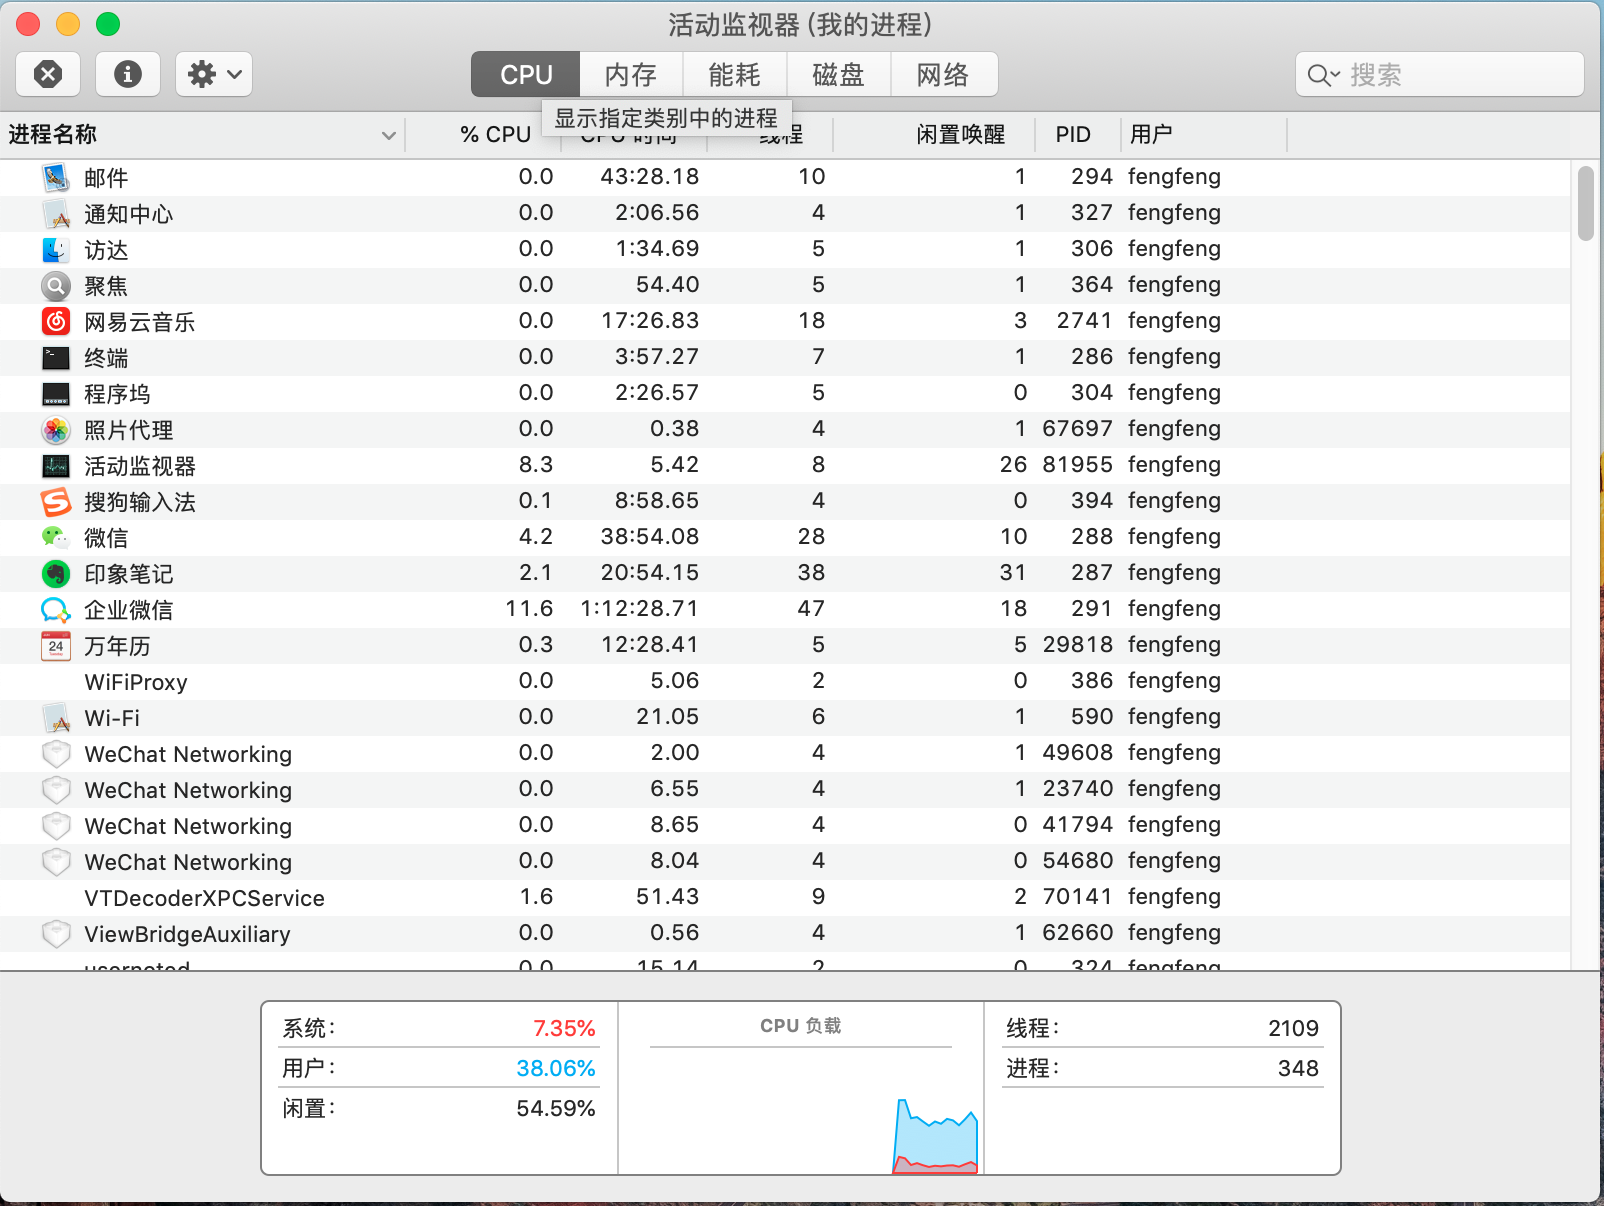 活动监视器 (我的进程)
CPU 内存 能耗 磁盘 网络 搜索
显示指定类别中的进程
进程名称 % CPU CPU 时间 线程 闲置唤醒 PID 用户
邮件 0.0 43:28.18 10 1 294 fengfeng
通知中心 0.0 2:06.56 4 1 327 fengfeng
访达 0.0 1:34.69 5 1 306 fengfeng
聚焦 0.0 54.40 5 1 364 fengfeng
网易云音乐 0.0 17:26.83 18 3 2741 fengfeng
终端 0.0 3:57.27 7 1 286 fengfeng
程序坞 0.0 2:26.57 5 0 304 fengfeng
照片代理 0.0 0.38 4 1 67697 fengfeng
活动监视器 8.3 5.42 8 26 81955 fengfeng
搜狗输入法 0.1 8:58.65 4 0 394 fengfeng
微信 4.2 38:54.08 28 10 288 fengfeng
印象笔记 2.1 20:54.15 38 31 287 fengfeng
企业微信 11.6 1:12:28.71 47 18 291 fengfeng
24 万年历 0.3 12:28.41 5 5 29818 fengfeng
WiFiProxy 0.0 5.06 2 0 386 fengfeng
Wi-Fi 0.0 21.05 6 1 590 fengfeng
WeChat Networking 0.0 2.00 4 1 49608 fengfeng
WeChat Networking 0.0 6.55 4 1 23740 fengfeng
WeChat Networking 0.0 8.65 4 0 41794 fengfeng
WeChat Networking 0.0 8.04 4 0 54680 fengfeng
VTDecoderXPCService 1.6 51.43 9 2 70141 fengfeng
ViewBridgeAuxiliary 0.0 0.56 4 1 62660 fengfeng
usernoted 0.0 15.14 2 0 324 fengfeng
系统: 7.35%
用户: 38.06%
闲置: 54.59%
CPU 负载
线程: 2109
进程: 348